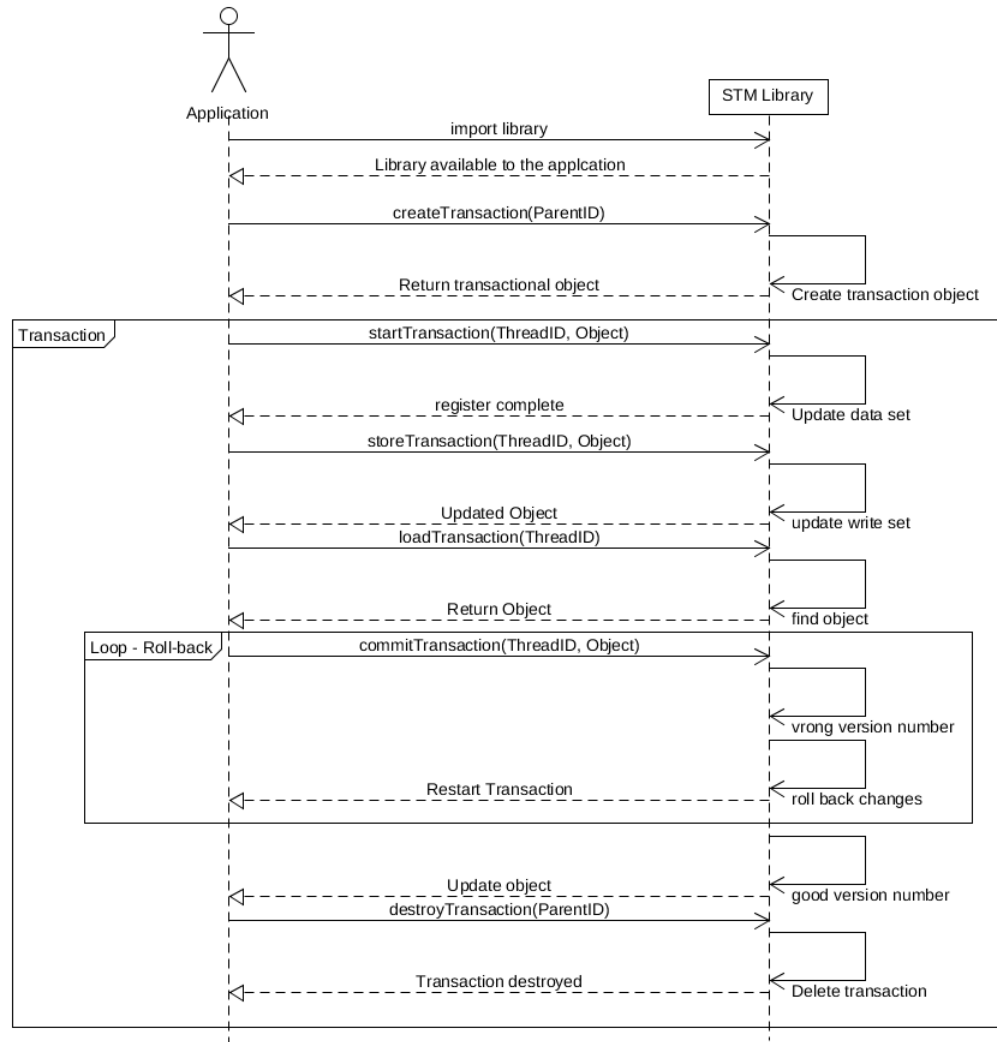 Application
STM Library
import library
Library available to the applcation
createTransaction(ParentID)
Create transaction object
Return transactional object
Transaction
startTransaction(ThreadID, Object)
Update data set
register complete
storeTransaction(ThreadID, Object)
update write set
Updated Object
loadTransaction(ThreadID)
find object
Return Object
Loop - Roll-back
commitTransaction(ThreadID, Object)
vrong version number
Restart Transaction
roll back changes
good version number
Update object
destroyTransaction(ParentID)
Transaction destroyed
Delete transaction